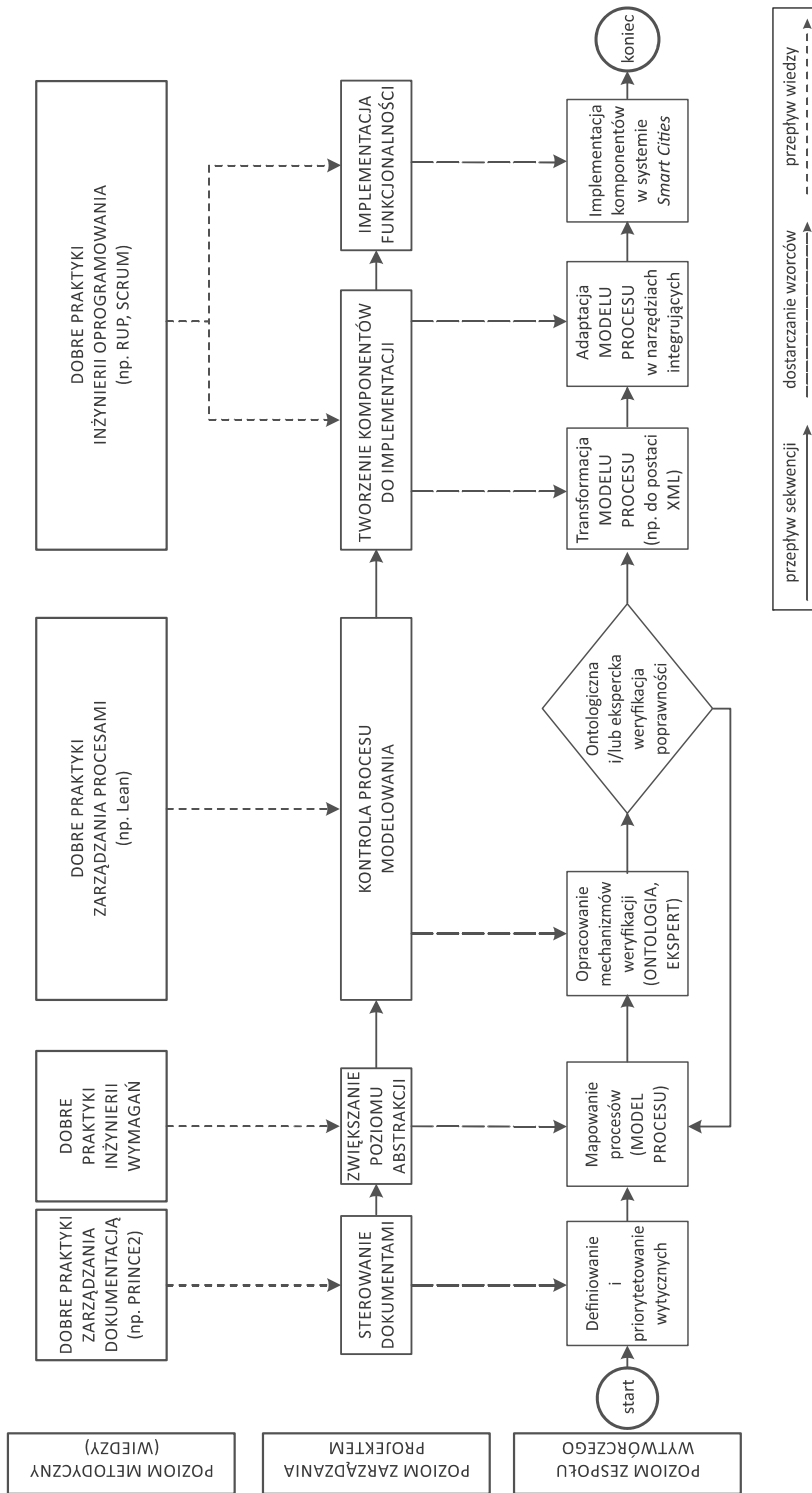 POZIOM METODYCZNY
(WIEDZY)
DOBRE PRAKTYKI
ZARZĄDZANIA
DOKUMENTACJĄ
(np. PRINCE2)
DOBRE
PRAKTYKI
INŻYNIERII
WYMAGAŃ
DOBRE PRAKTYKI
ZARZĄDZANIA PROCESAMI
(np. Lean)
DOBRE PRAKTYKI
INŻYNIERII OPROGRAMOWANIA
(np. RUP, SCRUM)
POZIOM ZARZĄDZANIA
PROJEKTEM
STEROWANIE
DOKUMENTAMI
ZWIĘKSZANIE
POZIOMU
ABSTRAKCJI
KONTROLA PROCESU
MODELOWANIA
TWORZENIE KOMPONENTÓW
DO IMPLEMENTACJI
IMPLEMENTACJA
FUNKCJONALNOŚCI
POZIOM ZESPOŁU
WYTWÓRCZEGO
start
Definiowanie
i
priorytetowanie
wytycznych
Mapowanie
procesów
(MODEL
PROCESU)
Opracowanie
mechanizmów
weryfikacji
(ONTOLOGIA,
EKSPERT)
Ontologiczna
i/lub ekspercka
weryfikacja
poprawności
Transformacja
MODELU
PROCESU
(np. do postaci
XML)
Adaptacja
MODELU
PROCESU
w narzędziach
integrujących
Implementacja
komponentów
w systemie
Smart Cities
koniec
przepływ sekwencji
dostarczanie wzorców
przepływ wiedzy